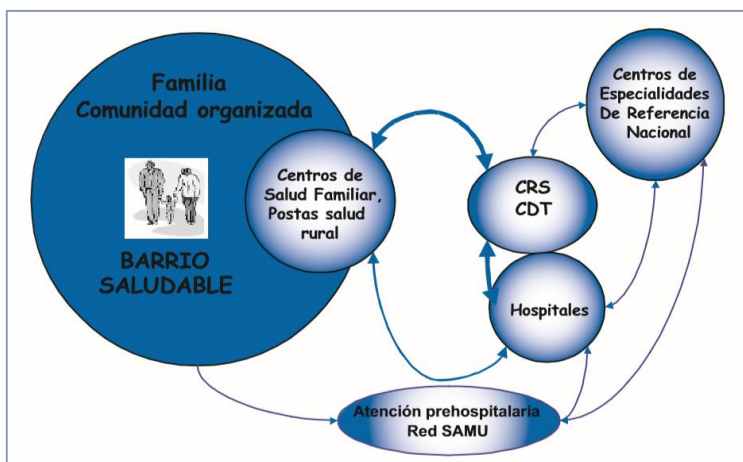 Familia
Comunidad organizada
BARRIO
SALUDABLE
Centros de
Salud Familiar,
Postas salud
rural
CRS
CDT
Hospitales
Centros de
Especialidades
De Referencia
Nacional
Atención prehospitalaria
Red SAMU